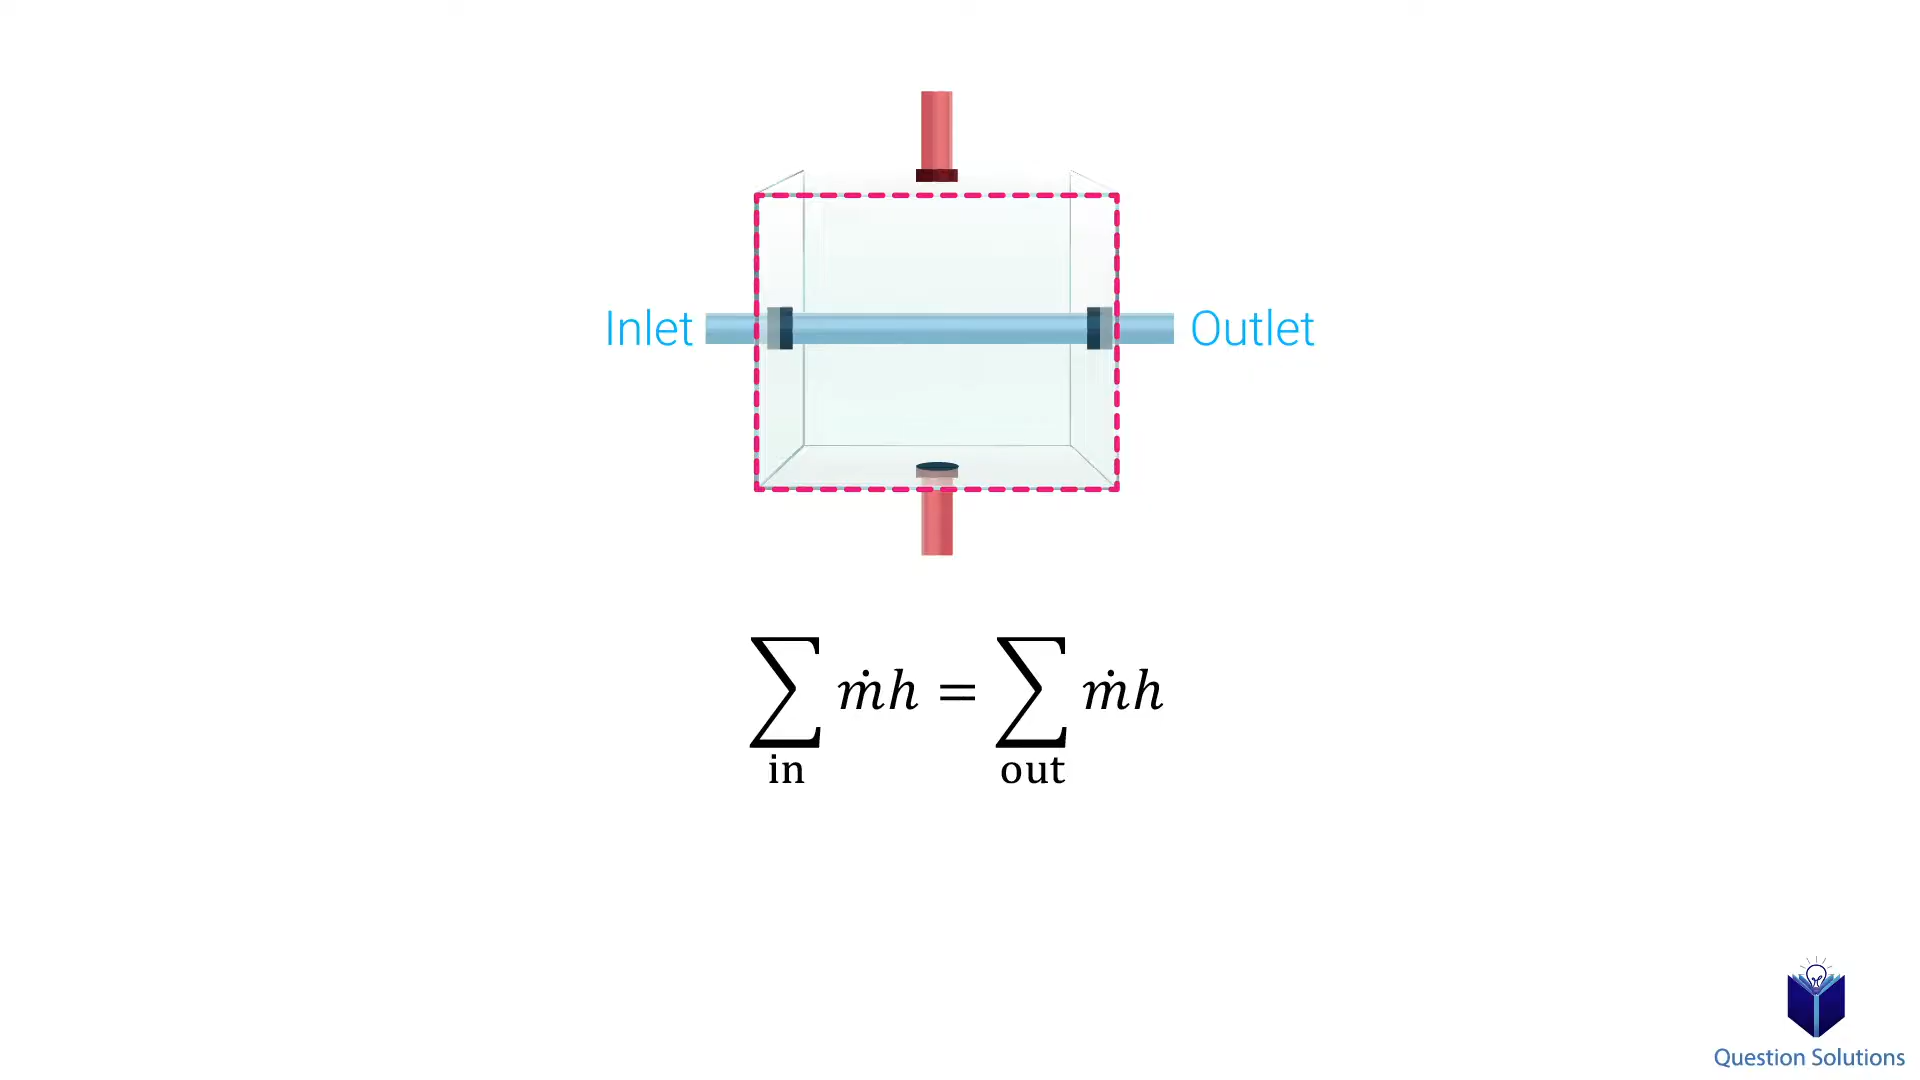 Inlet
Outlet
∑ ṁh = ∑ ṁh
in out
Question Solutions